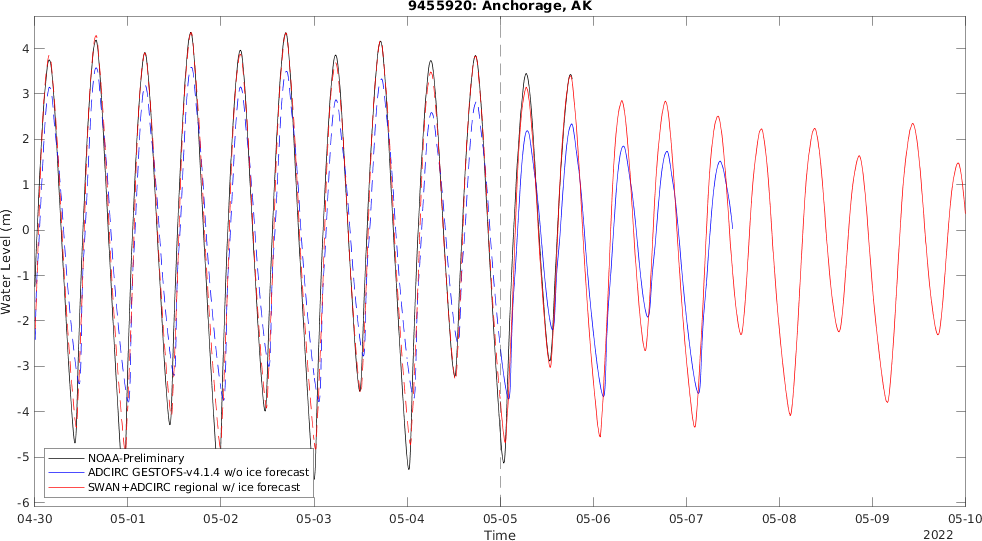 9455920: Anchorage, AK
Water Level (m)
4
3
2
1
0
-1
-2
-3
-4
-5
-6
NOAA-Preliminary
ADCIRC GESTOFS-v4.1.4 w/o ice forecast
SWAN+ADCIRC regional w/ ice forecast
04-30 05-01 05-02 05-03 05-04 05-05 05-06 05-07 05-08 05-09 05-10
Time
2022